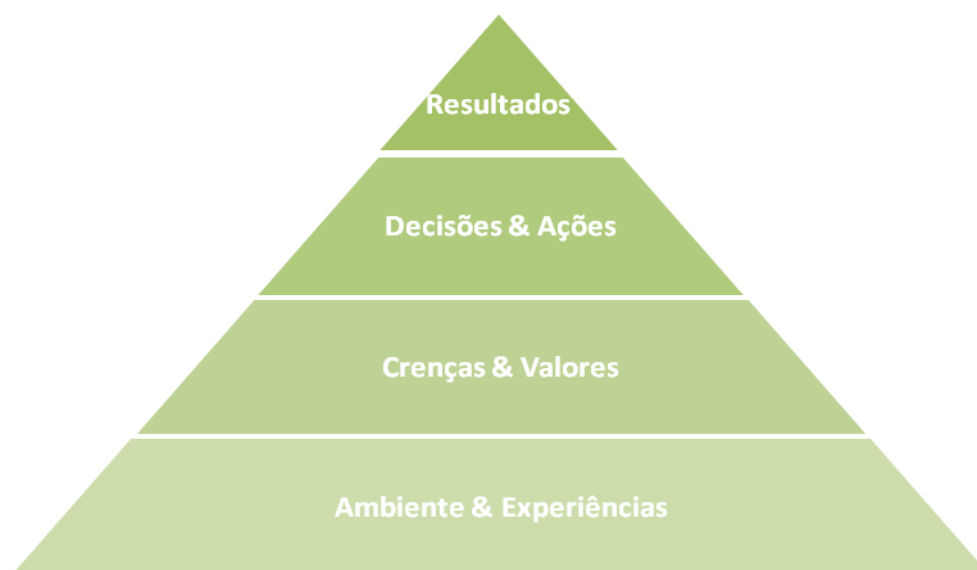 Resultados
Decisões & Ações
Crenças & Valores
Ambiente & Experiências